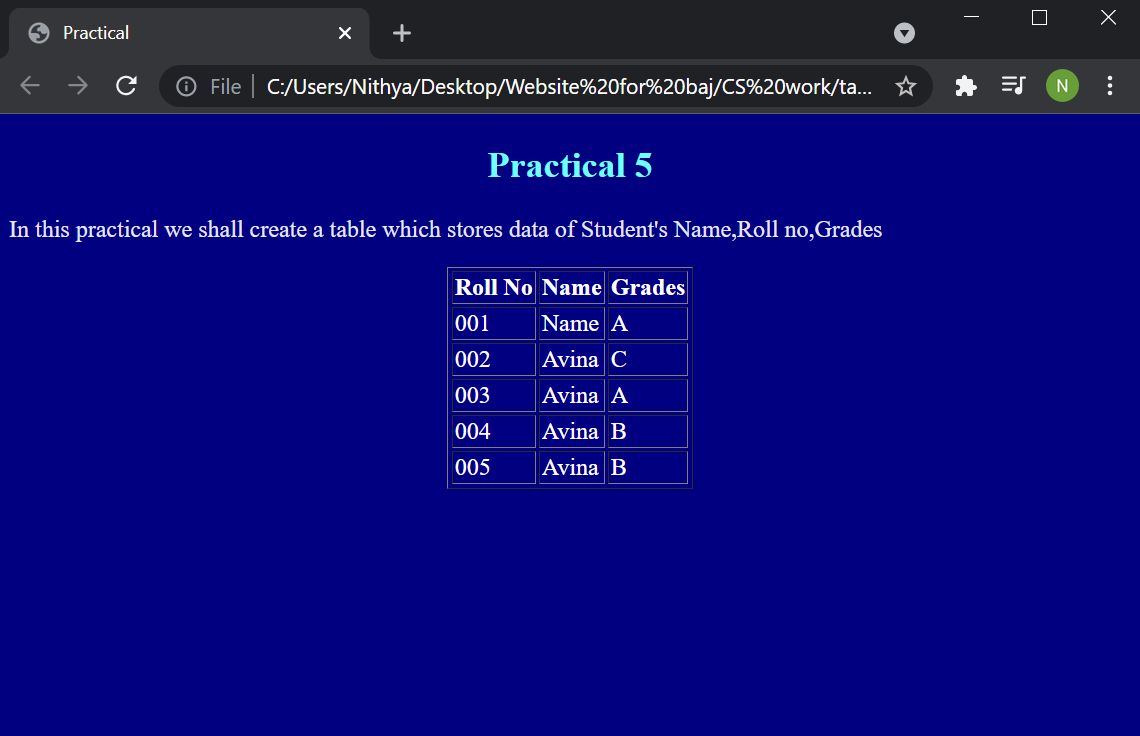 Practical
File C:/Users/Nithya/Desktop/Website%20for%20baj/CS%20work/ta... N
Practical 5
In this practical we shall create a table which stores data of Student's Name,Roll no,Grades
Roll No Name Grades
001 Name A
002 Avina C
003 Avina A
004 Avina B
005 Avina B